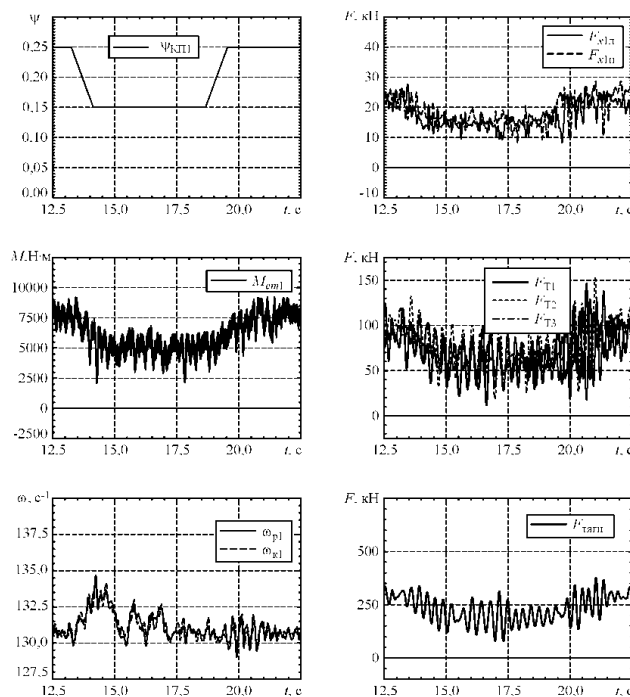 Ψ
ΨКП1
0,25
0,20
0,15
0,10
0,05
0,00
12,5 15,0 17,5 20,0 t, с
F, кН
Fx1л
Fx1п
40
30
20
10
0
-10
12,5 15,0 17,5 20,0 t, с
M,Н·м
Mem1
10000
7500
5000
2500
0
-2500
12,5 15,0 17,5 20,0 t, с
F, кН
FТ1
FТ2
FТ3
150
100
50
0
12,5 15,0 17,5 20,0 t, с
ω, с⁻¹
ωр1
ωк1
137,5
135,0
132,5
130,0
127,5
12,5 15,0 17,5 20,0 t, с
F, кН
Fтяги
500
250
0
12,5 15,0 17,5 20,0 t, с